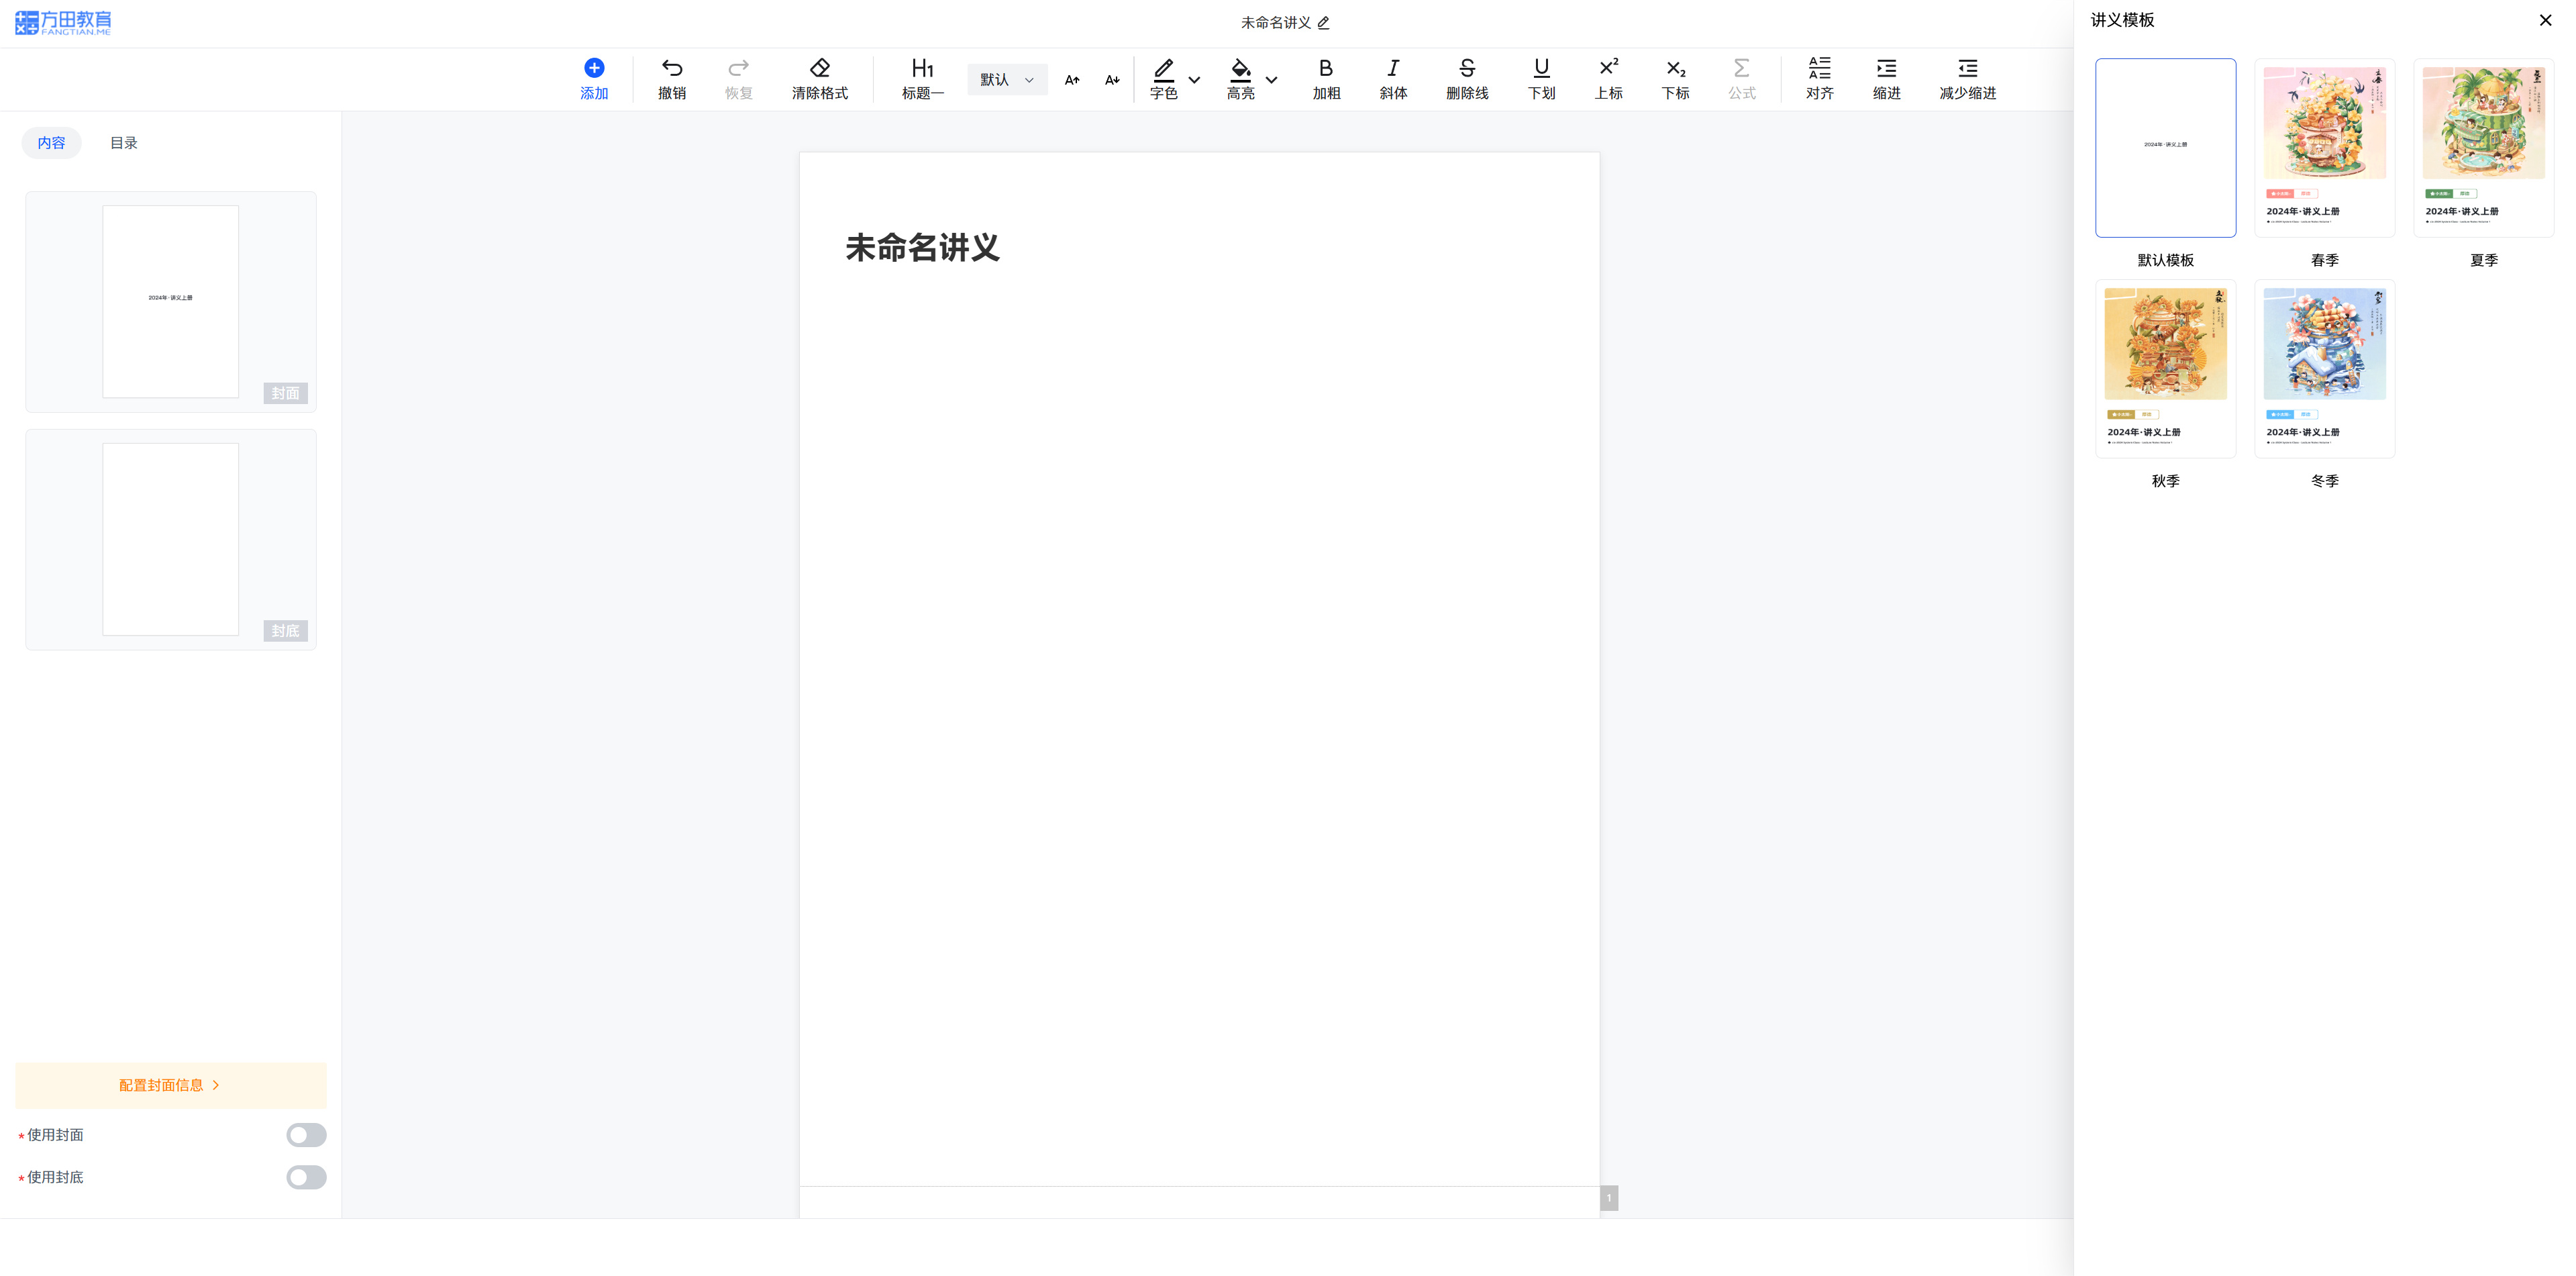 方田教育
FANGTIAN.ME
未命名讲义
添加
撤销
恢复
清除格式
H1
标题一
默认
字色
高亮
B
加粗
I
斜体
S
删除线
U
下划
X²
上标
X₂
下标
Σ
公式
对齐
缩进
减少缩进
内容
目录
2024年·讲义上册
封面
封底
配置封面信息
*使用封面
*使用封底
未命名讲义
1
讲义模板
2024年·讲义上册
默认模板
立春
2024年·讲义上册
春季
2024年·讲义上册
夏季
立秋
2024年·讲义上册
秋季
2024年·讲义上册
冬季